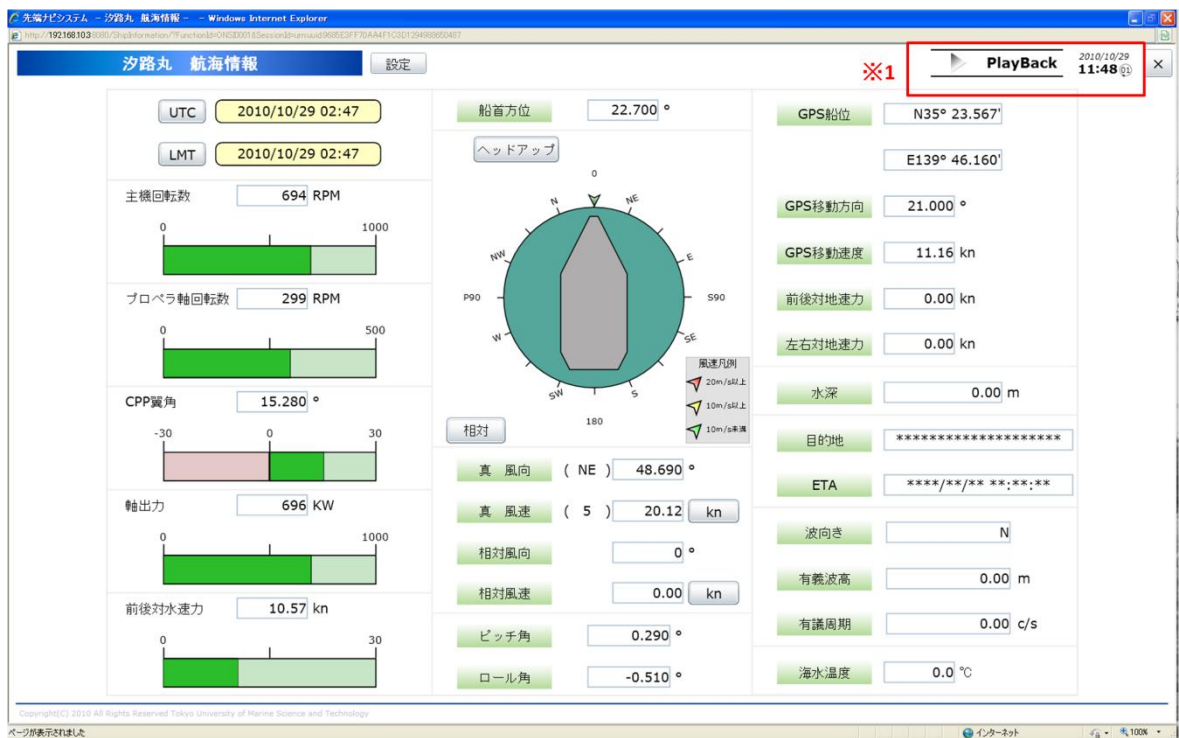 先端ナビシステム - 汐路丸 航海情報 - - Windows Internet Explorer
汐路丸 航海情報
設定
※1
PlayBack
2010/10/29
11:48 01
UTC 2010/10/29 02:47
LMT 2010/10/29 02:47
主機回転数 694 RPM
0 1000
プロペラ軸回転数 299 RPM
0 500
CPP翼角 15.280 °
-30 0 30
軸出力 696 KW
0 1000
前後対水速力 10.57 kn
0 30
船首方位 22.700 °
ヘッドアップ
0
N NE
NW E
P90 S90
W SE
SW S
180
風速凡例
20m/s以上
10m/s以上
10m/s未満
相対
真 風向 ( NE ) 48.690 °
真 風速 ( 5 ) 20.12 kn
相対風向 0 °
相対風速 0.00 kn
ピッチ角 0.290 °
ロール角 -0.510 °
GPS船位 N35° 23.567'
E139° 46.160'
GPS移動方向 21.000 °
GPS移動速度 11.16 kn
前後対地速力 0.00 kn
左右対地速力 0.00 kn
水深 0.00 m
目的地 ********************
ETA ****/**/** **:**:**
波向き N
有義波高 0.00 m
有議周期 0.00 c/s
海水温度 0.0 ℃
Copyright(C) 2010 All Rights Reserved Tokyo University of Marine Science and Technology
ページが表示されました
インターネット
100%